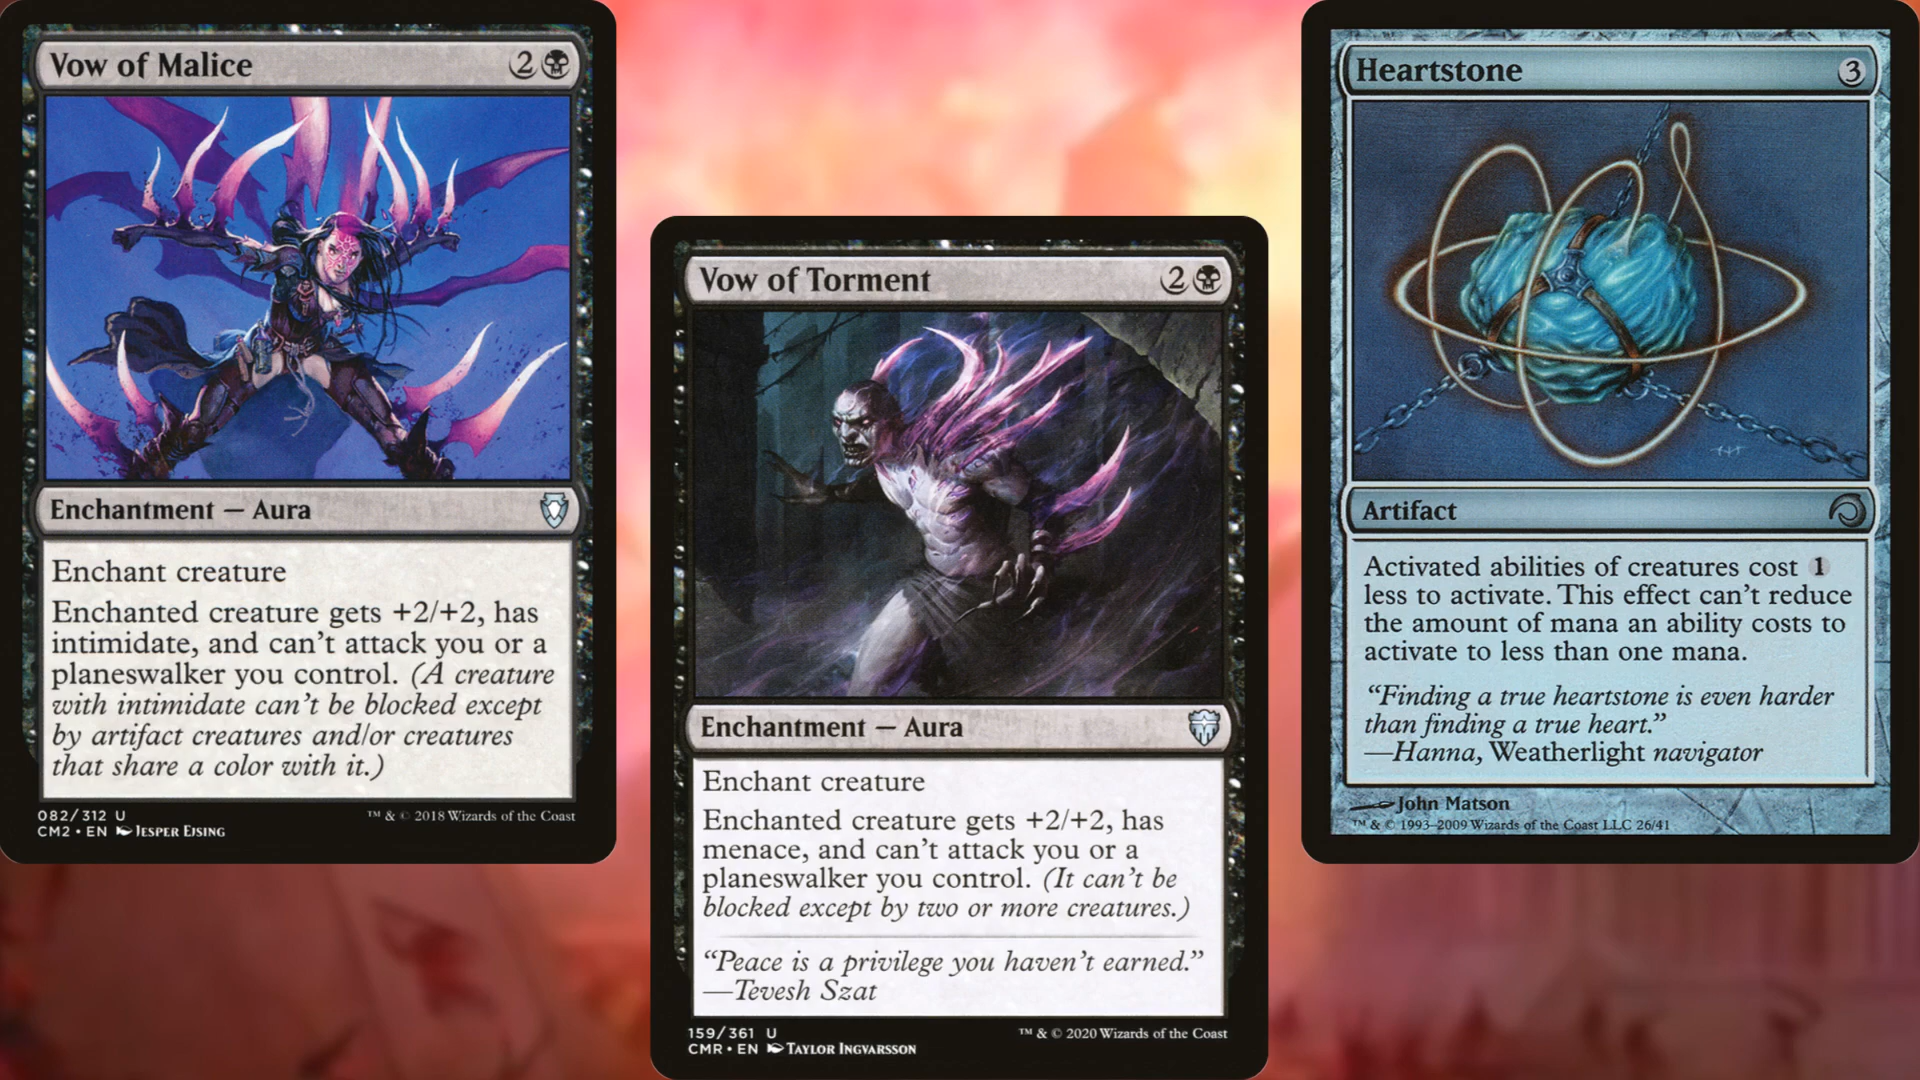 Vow of Malice 2
Enchantment — Aura
Enchant creature
Enchanted creature gets +2/+2, has
intimidate, and can't attack you or a
planeswalker you control. (A creature
with intimidate can't be blocked except
by artifact creatures and/or creatures
that share a color with it.)
082/312 U
CM2 • EN JESPER EJSING
™ & © 2018 Wizards of the Coast
Vow of Torment 2
Enchantment — Aura
Enchant creature
Enchanted creature gets +2/+2, has
menace, and can't attack you or a
planeswalker you control. (It can't be
blocked except by two or more creatures.)
“Peace is a privilege you haven't earned.”
—Tevesh Szat
159/361 U
CMR • EN TAYLOR INGVARSSON
™ & © 2020 Wizards of the Coast
Heartstone 3
Artifact
Activated abilities of creatures cost 1
less to activate. This effect can't reduce
the amount of mana an ability costs to
activate to less than one mana.
“Finding a true heartstone is even harder
than finding a true heart.”
—Hanna, Weatherlight navigator
John Matson
™ & © 1993–2009 Wizards of the Coast LLC 26/41